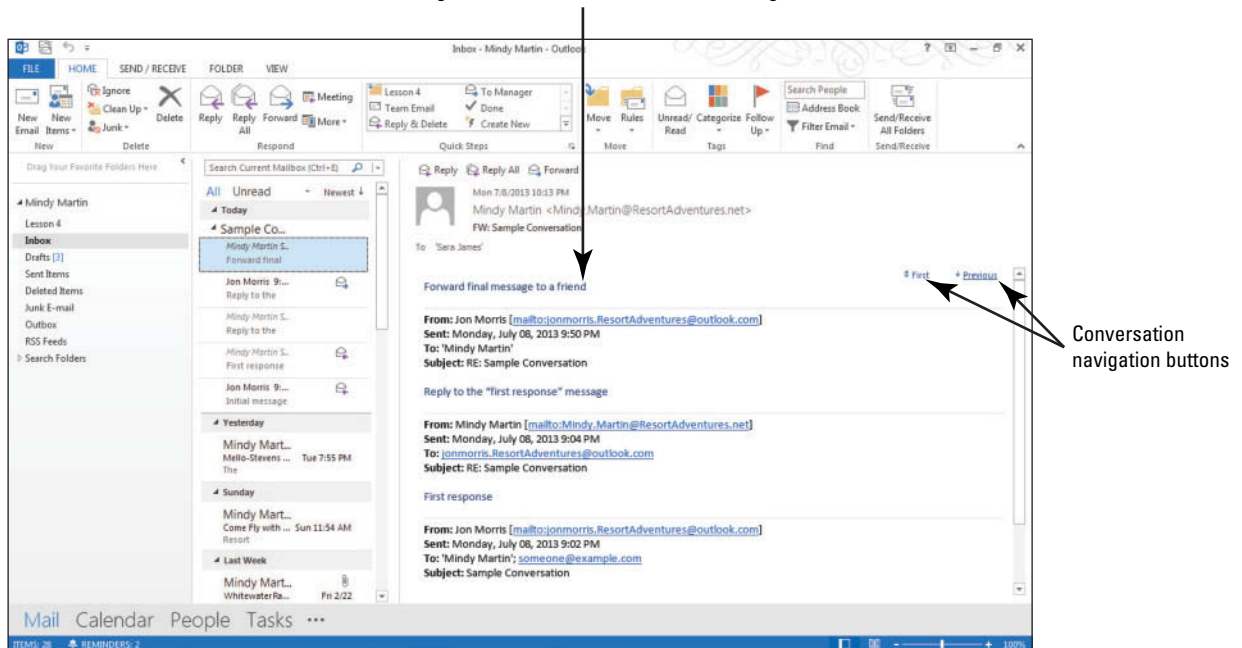 Inbox - Mindy Martin - Outloo
FILE HOME SEND / RECEIVE FOLDER VIEW
New Email
New Items
Ignore
Clean Up
Junk
Delete
Reply
Reply All
Forward
Meeting
More
Lesson 4
Team Email
Reply & Delete
To Manager
Done
Create New
Move
Rules
Unread/ Read
Categorize
Follow Up
Search People
Address Book
Filter Email
Send/Receive All Folders
New Delete Respond Quick Steps Move Tags Find Send/Receive
Drag Your Favorite Folders Here
Mindy Martin
Lesson 4
Inbox
Drafts [3]
Sent Items
Deleted Items
Junk E-mail
Outbox
RSS Feeds
Search Folders
Search Current Mailbox (Ctrl+E)
All Unread Newest
Today
Sample Co...
Mindy Martin S...
Forward final
Jon Morris 9:...
Reply to the
Mindy Martin S...
Reply to the
Mindy Martin S...
First response
Jon Morris 9:...
Initial message
Yesterday
Mindy Mart...
Mello-Stevens ... Tue 7:55 PM
The
Sunday
Mindy Mart...
Come Fly with ... Sun 11:54 AM
Resort
Last Week
Mindy Mart...
WhitewaterRa... Fri 2/22
Reply Reply All Forward
Mon 7/8/2013 10:13 PM
Mindy Martin <Mindy.Martin@ResortAdventures.net>
FW: Sample Conversation
To 'Sara James'
First Previous
Forward final message to a friend
From: Jon Morris [mailto:jonmorris.ResortAdventures@outlook.com]
Sent: Monday, July 08, 2013 9:50 PM
To: 'Mindy Martin'
Subject: RE: Sample Conversation
Reply to the "first response" message
From: Mindy Martin [mailto:Mindy.Martin@ResortAdventures.net]
Sent: Monday, July 08, 2013 9:04 PM
To: jonmorris.ResortAdventures@outlook.com
Subject: RE: Sample Conversation
First response
From: Jon Morris [mailto:jonmorris.ResortAdventures@outlook.com]
Sent: Monday, July 08, 2013 9:02 PM
To: 'Mindy Martin'; someone@example.com
Subject: Sample Conversation
Conversation
navigation buttons
Mail Calendar People Tasks ...
ITEMS: 28 REMINDERS: 2 100%